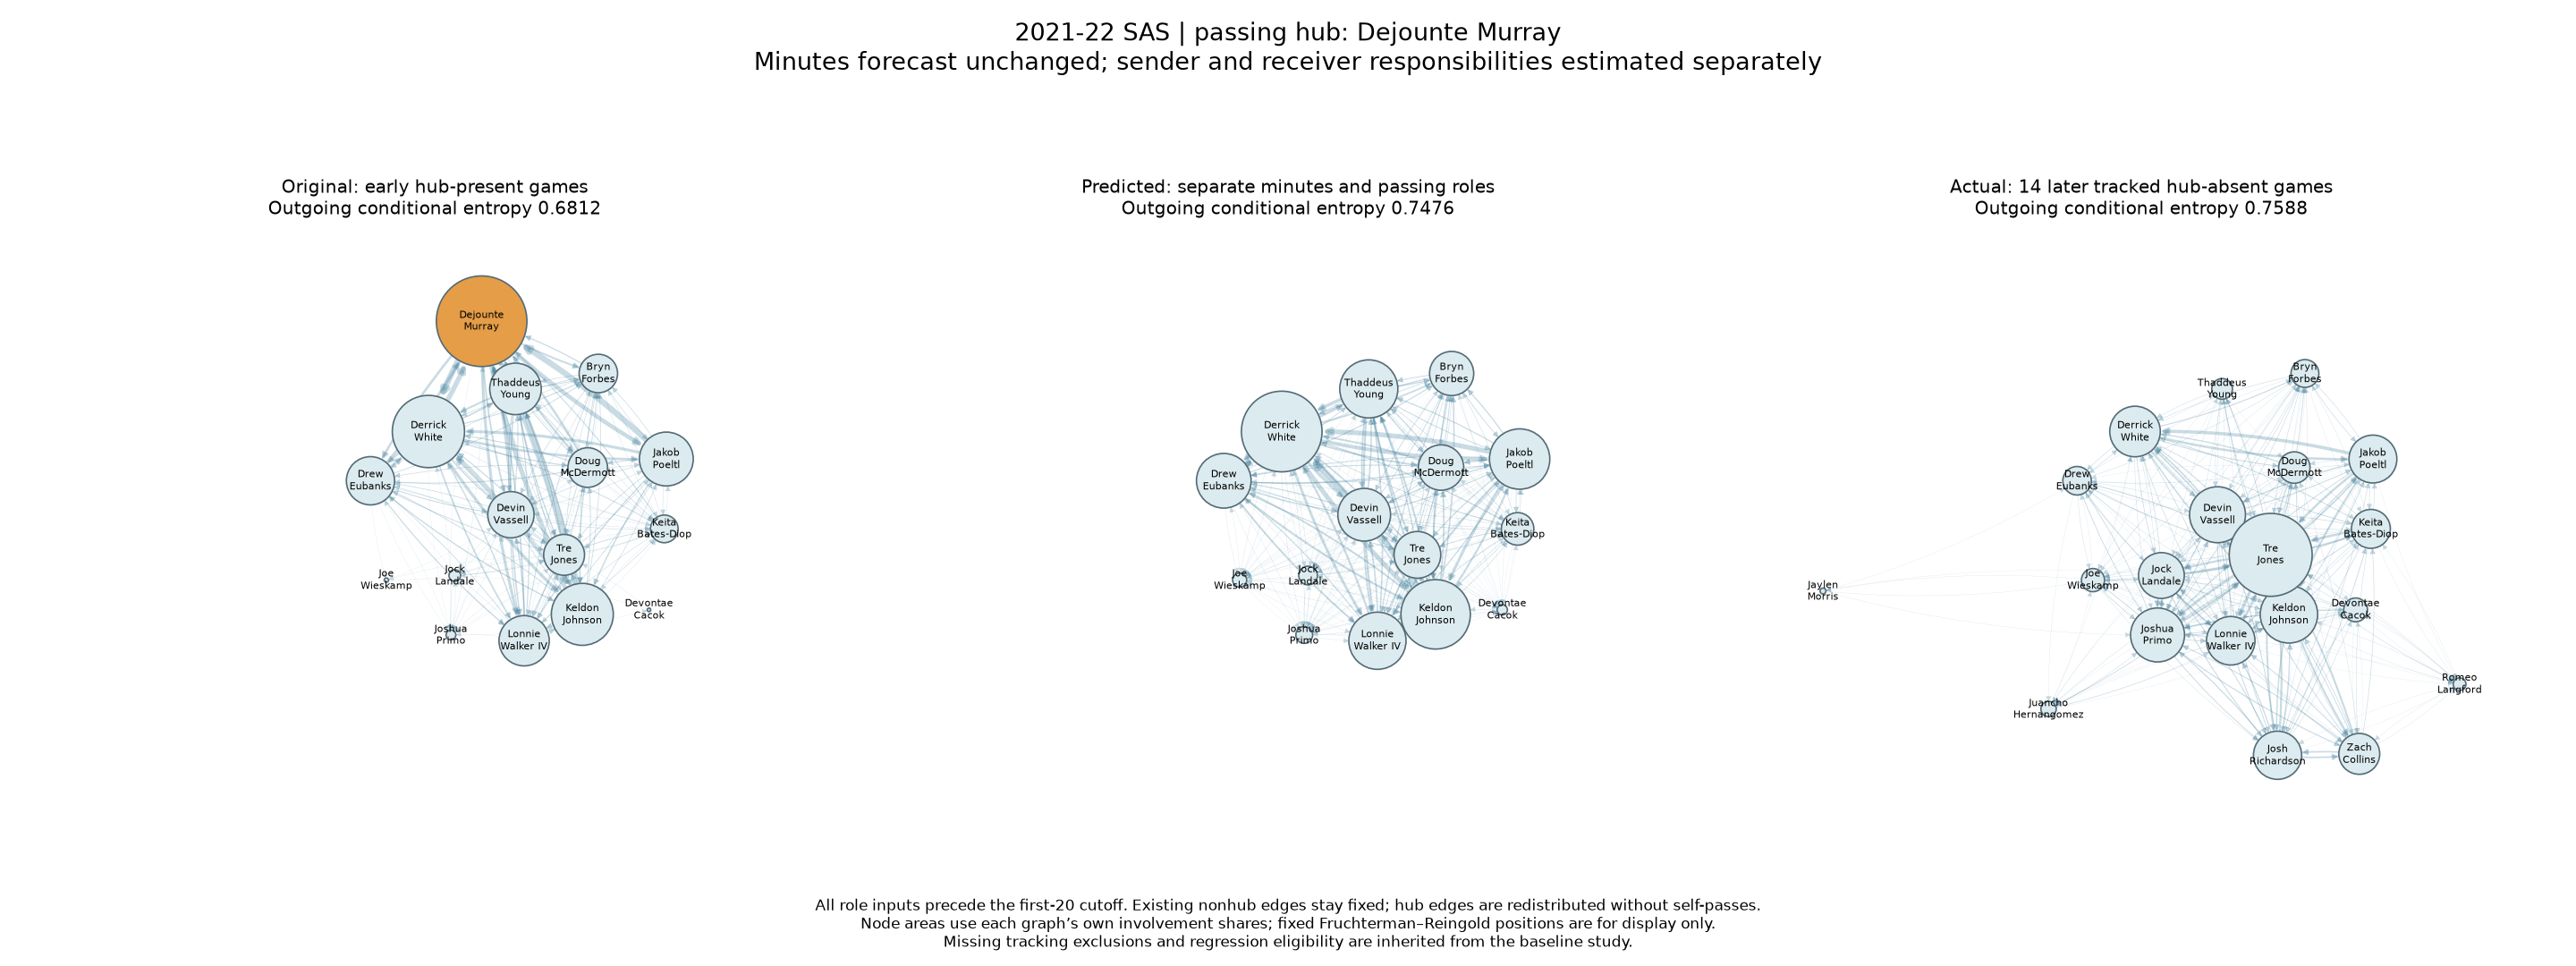 2021-22 SAS | passing hub: Dejounte Murray
Minutes forecast unchanged; sender and receiver responsibilities estimated separately
Original: early hub-present games
Outgoing conditional entropy 0.6812
Dejounte
Murray
Thaddeus
Young
Bryn
Forbes
Derrick
White
Drew
Eubanks
Doug
McDermott
Jakob
Poeltl
Devin
Vassell
Keita
Bates-Diop
Tre
Jones
Joe
Wieskamp
Jock
Landale
Joshua
Primo
Lonnie
Walker IV
Keldon
Johnson
Devontae
Cacok
Predicted: separate minutes and passing roles
Outgoing conditional entropy 0.7476
Thaddeus
Young
Bryn
Forbes
Derrick
White
Drew
Eubanks
Doug
McDermott
Jakob
Poeltl
Devin
Vassell
Keita
Bates-Diop
Tre
Jones
Joe
Wieskamp
Jock
Landale
Joshua
Primo
Lonnie
Walker IV
Keldon
Johnson
Devontae
Cacok
Actual: 14 later tracked hub-absent games
Outgoing conditional entropy 0.7588
Thaddeus
Young
Bryn
Forbes
Derrick
White
Drew
Eubanks
Doug
McDermott
Jakob
Poeltl
Devin
Vassell
Keita
Bates-Diop
Tre
Jones
Jaylen
Morris
Joe
Wieskamp
Jock
Landale
Joshua
Primo
Lonnie
Walker IV
Keldon
Johnson
Devontae
Cacok
Romeo
Langford
Juancho
Hernangomez
Josh
Richardson
Zach
Collins
All role inputs precede the first-20 cutoff. Existing nonhub edges stay fixed; hub edges are redistributed without self-passes.
Node areas use each graph’s own involvement shares; fixed Fruchterman–Reingold positions are for display only.
Missing tracking exclusions and regression eligibility are inherited from the baseline study.